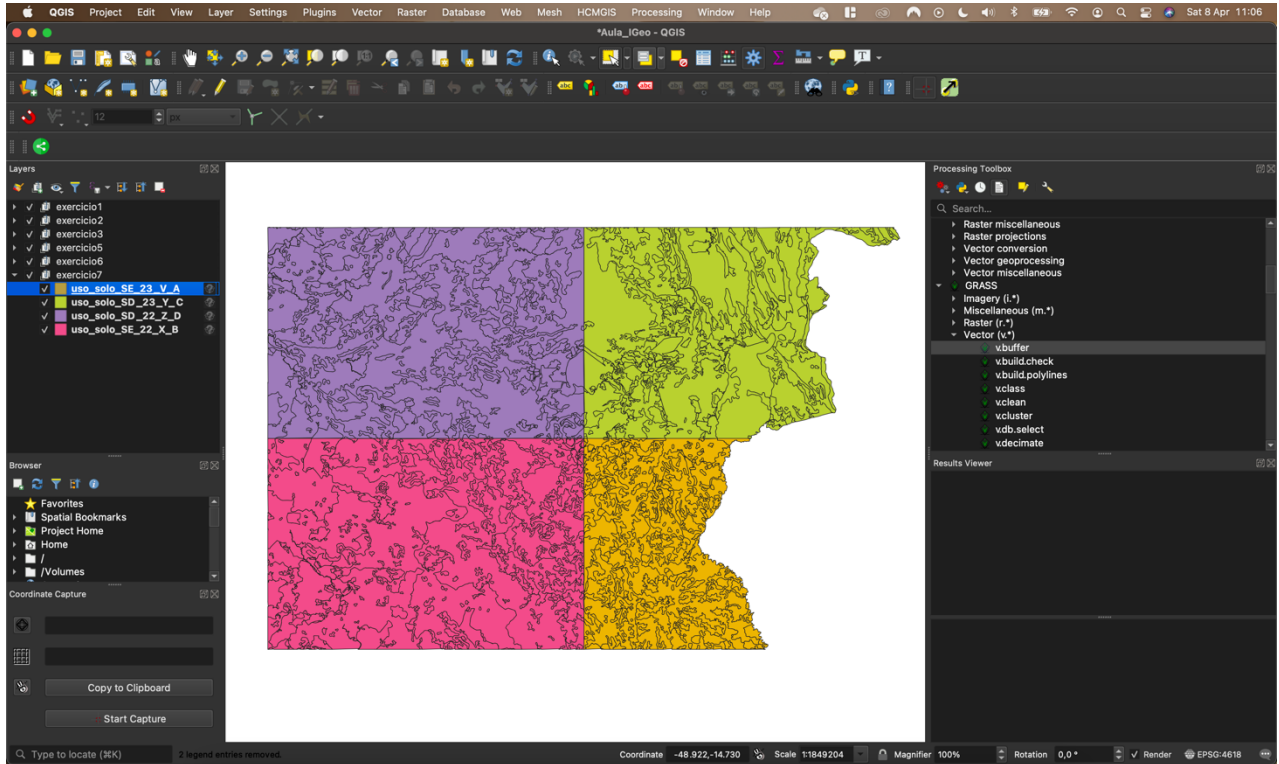 QGIS Project Edit View Layer Settings Plugins Vector Raster Database Web Mesh HCMGIS Processing Window Help Sat 8 Apr 11:06
*Aula_IGeo - QGIS
12 px
Layers
exercicio1
exercicio2
exercicio3
exercicio5
exercicio6
exercicio7
uso_solo_SE_23_V_A
uso_solo_SD_23_Y_C
uso_solo_SD_22_Z_D
uso_solo_SE_22_X_B
Browser
Favorites
Spatial Bookmarks
Project Home
Home
/
/Volumes
Coordinate Capture
Copy to Clipboard
Start Capture
Processing Toolbox
Search...
Raster miscellaneous
Raster projections
Vector conversion
Vector geoprocessing
Vector miscellaneous
GRASS
Imagery (i.*)
Miscellaneous (m.*)
Raster (r.*)
Vector (v.*)
v.buffer
v.build.check
v.build.polylines
v.class
v.clean
v.cluster
v.db.select
v.decimate
Results Viewer
Type to locate (⌘K) 2 legend entries removed. Coordinate -48.922,-14.730 Scale 1:1849204 Magnifier 100% Rotation 0,0 ° Render EPSG:4618